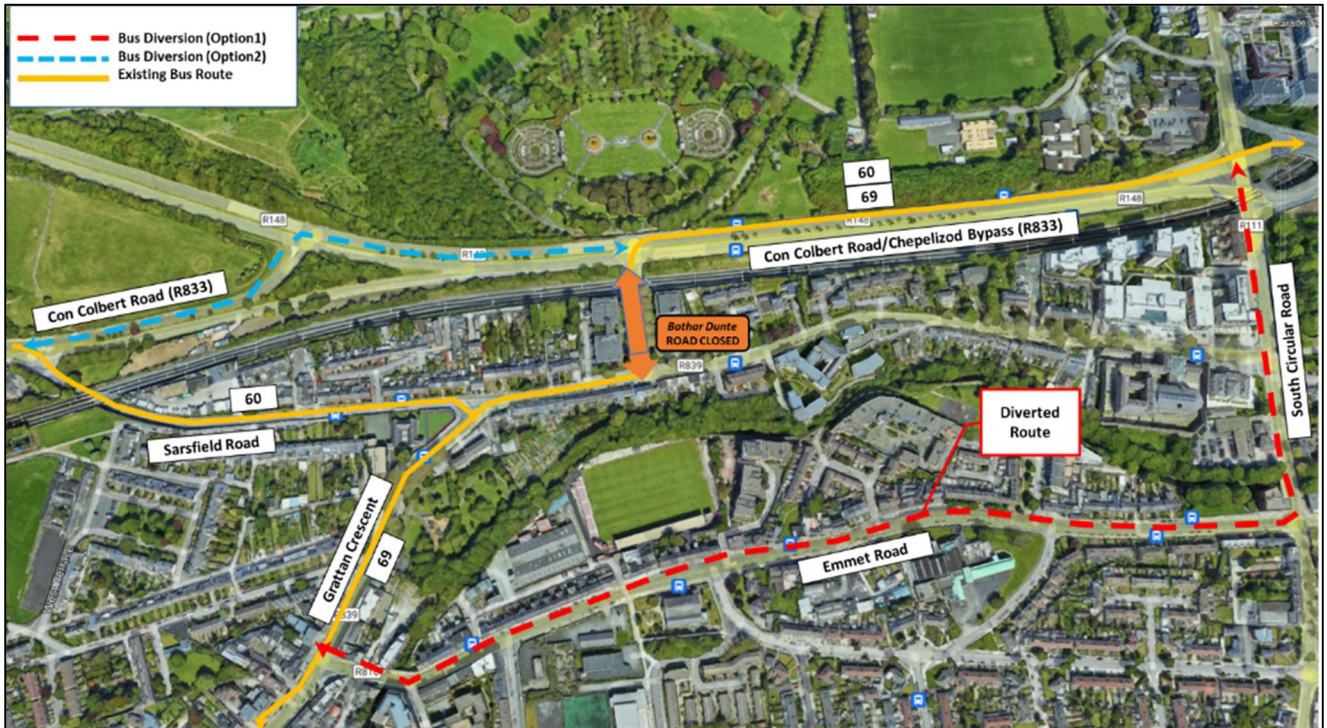 Bus Diversion (Option1)
Bus Diversion (Option2)
Existing Bus Route
60
69
R148
R148
R148
R111
Con Colbert Road/Chepelizod Bypass (R833)
Con Colbert Road (R833)
Bothar Dunte
ROAD CLOSED
R839
60
Sarsfield Road
Diverted
Route
South Circular Road
Grattan Crescent
69
Emmet Road